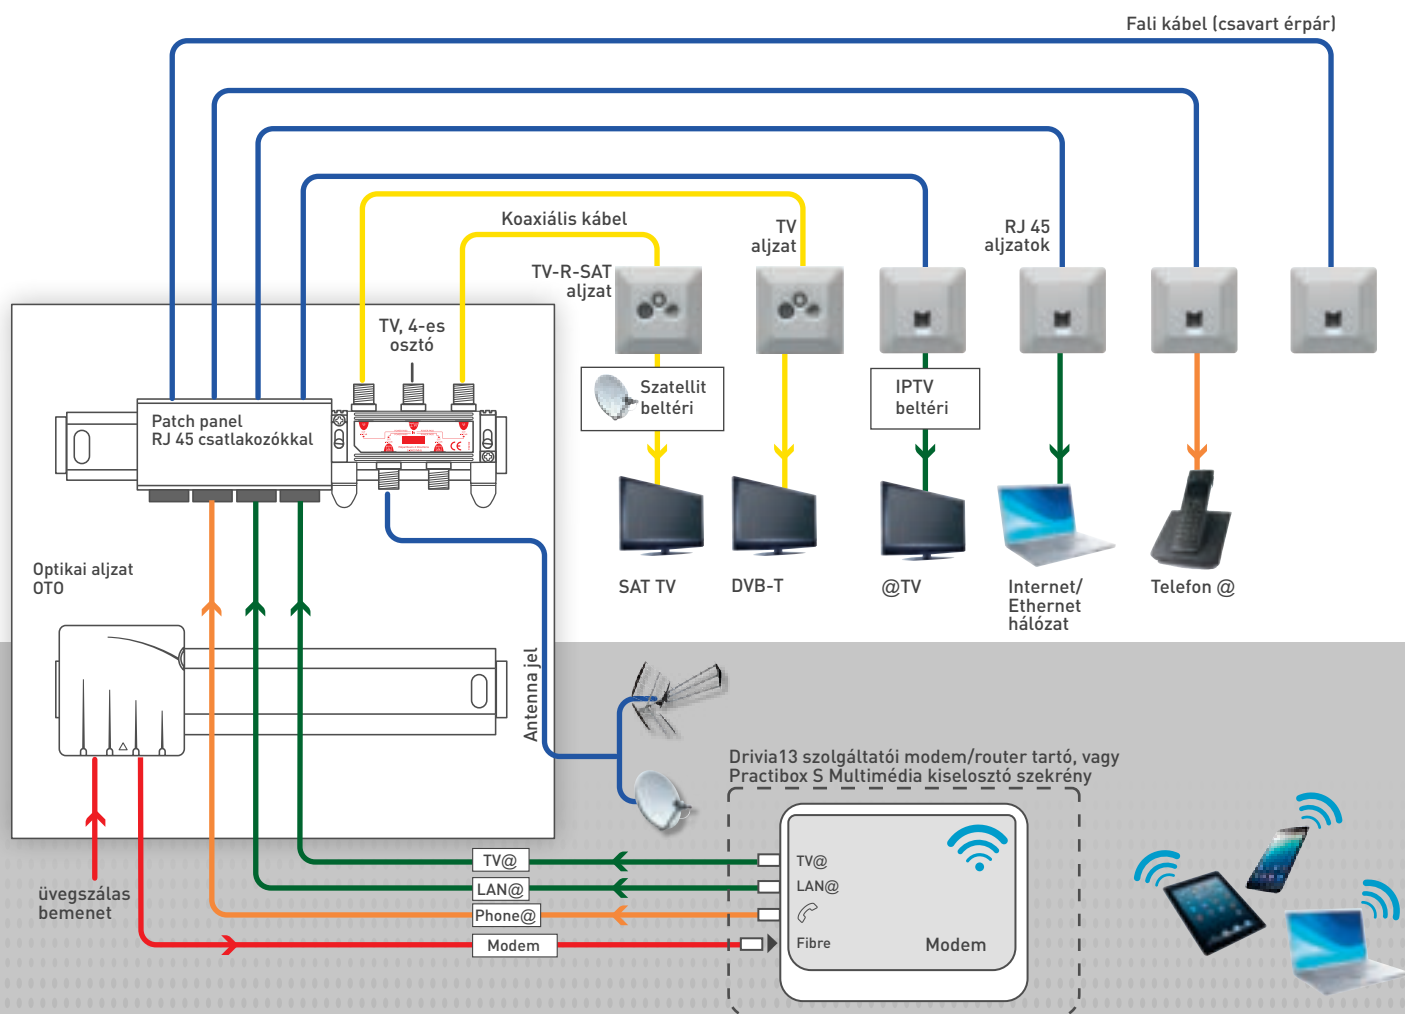 Fali kábel (csavart érpár)
Koaxiális kábel
TV
aljzat
RJ 45
aljzatok
TV-R-SAT
aljzat
TV, 4-es
osztó
Szatellit
beltéri
IPTV
beltéri
Patch panel
RJ 45 csatlakozókkal
CE
Optikai aljzat
OTO
SAT TV
DVB-T
@TV
Internet/
Ethernet
hálózat
Telefon @
Antenna jel
Drivia13 szolgáltatói modem/router tartó, vagy
Practibox S Multimédia kiselosztó szekrény
üvegszálas
bemenet
TV@
LAN@
Phone@
Modem
TV@
LAN@
Fibre
Modem